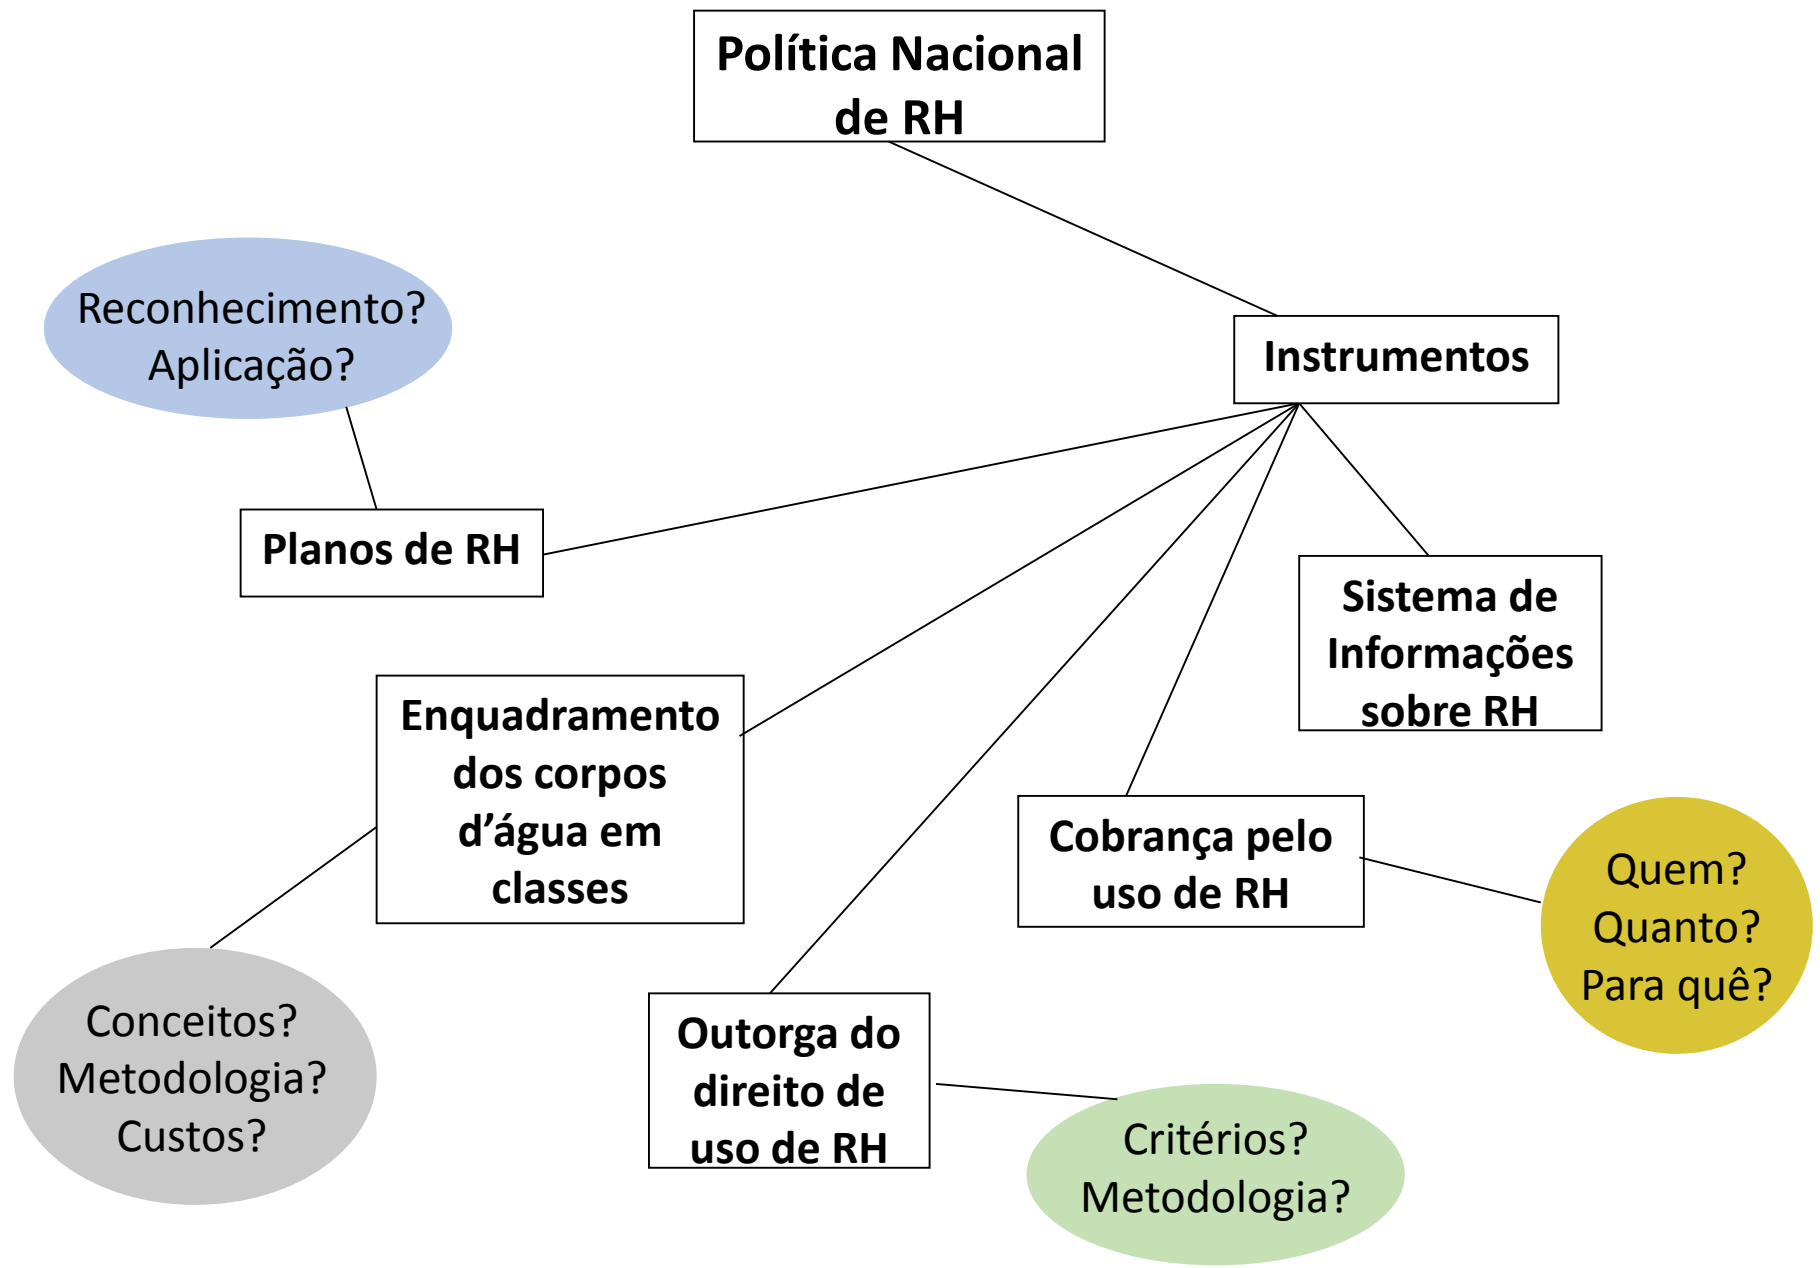 Política Nacional
de RH
Reconhecimento?
Aplicação?
Instrumentos
Planos de RH
Sistema de
Informações
sobre RH
Enquadramento
dos corpos
d’água em
classes
Cobrança pelo
uso de RH
Quem?
Quanto?
Para quê?
Conceitos?
Metodologia?
Custos?
Outorga do
direito de
uso de RH
Critérios?
Metodologia?